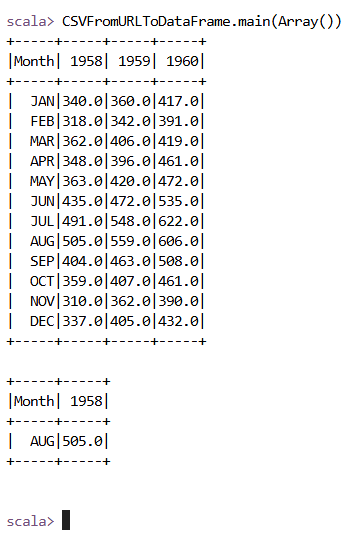 scala> CSVFromURLToDataFrame.main(Array())
+-----+-----+-----+-----+
|Month| 1958| 1959| 1960|
+-----+-----+-----+-----+
|  JAN|340.0|360.0|417.0|
|  FEB|318.0|342.0|391.0|
|  MAR|362.0|406.0|419.0|
|  APR|348.0|396.0|461.0|
|  MAY|363.0|420.0|472.0|
|  JUN|435.0|472.0|535.0|
|  JUL|491.0|548.0|622.0|
|  AUG|505.0|559.0|606.0|
|  SEP|404.0|463.0|508.0|
|  OCT|359.0|407.0|461.0|
|  NOV|310.0|362.0|390.0|
|  DEC|337.0|405.0|432.0|
+-----+-----+-----+-----+

+-----+-----+
|Month| 1958|
+-----+-----+
|  AUG|505.0|
+-----+-----+

scala>